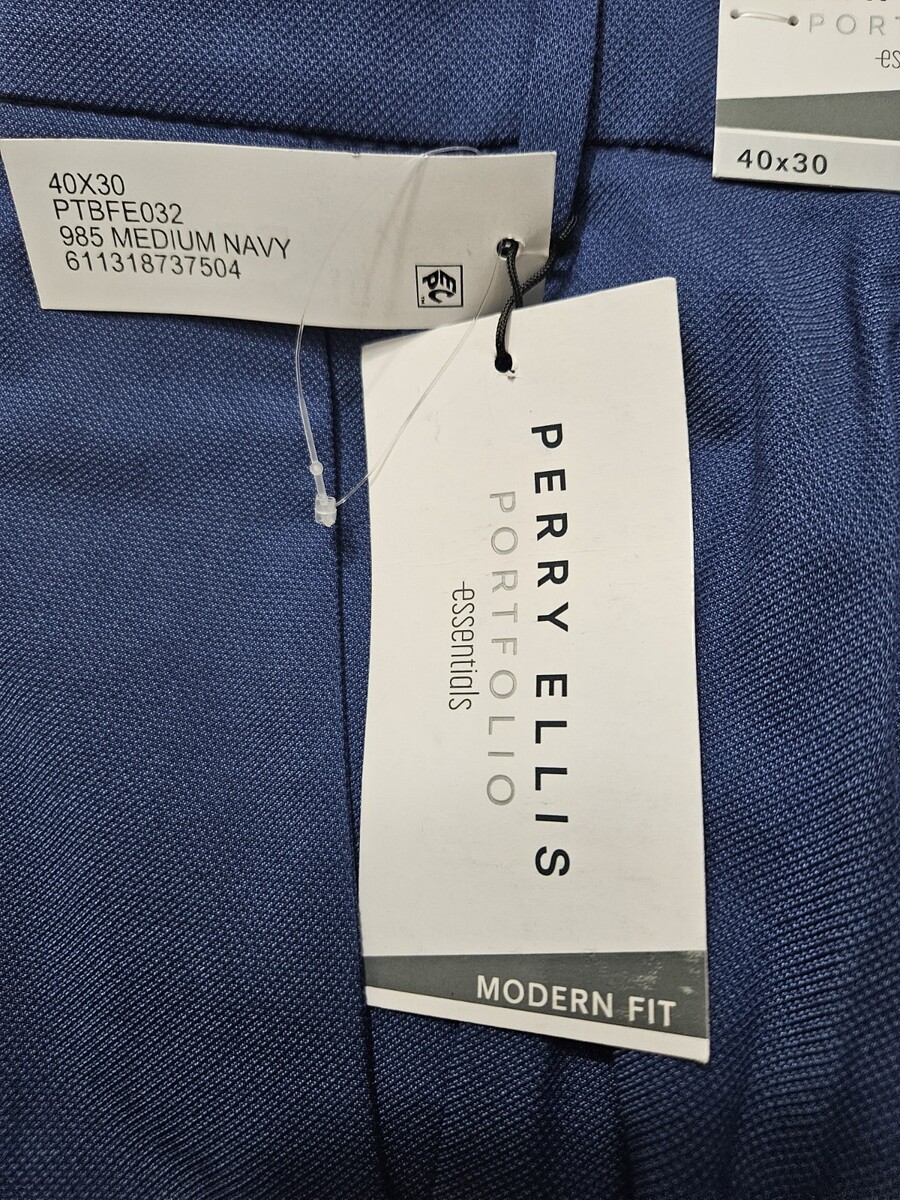 40X30
PTBFE032
985 MEDIUM NAVY
611318737504
PERRY ELLIS
PORTFOLIO
essentials
MODERN FIT
40x30